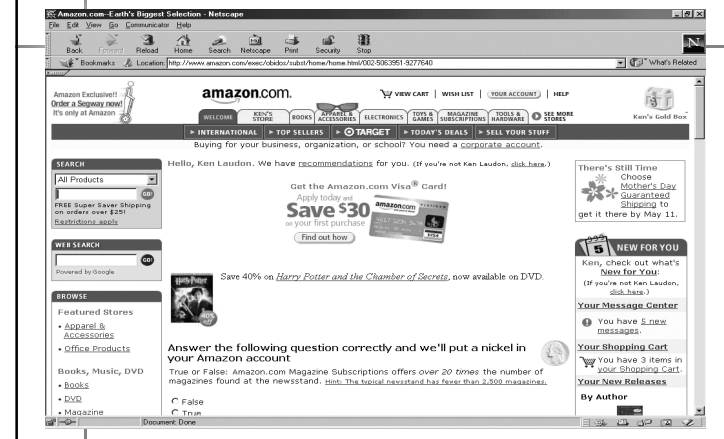 Amazon.com--Earth's Biggest Selection - Netscape
File Edit View Go Communicator Help
Back Forward Reload Home Search Netscape Print Security Stop
Bookmarks Location: http://www.amazon.com/exec/obidos/subst/home/home.html/002-5063951-9277640 What's Related
Amazon Exclusive!!
Order a Segway now!
It's only at Amazon
amazon.com.
VIEW CART | WISH LIST | YOUR ACCOUNT | HELP
WELCOME KEN'S STORE BOOKS APPAREL & ACCESSORIES ELECTRONICS TOYS & GAMES MAGAZINE SUBSCRIPTIONS TOOLS & HARDWARE SEE MORE STORES
Ken's Gold Box
INTERNATIONAL TOP SELLERS TARGET TODAY'S DEALS SELL YOUR STUFF
Buying for your business, organization, or school? You need a corporate account.
SEARCH
All Products
GO!
FREE Super Saver Shipping
on orders over $25!
Restrictions apply
WEB SEARCH
GO!
Powered by Google
BROWSE
Featured Stores
• Apparel &
Accessories
• Office Products
Books, Music, DVD
• Books
• DVD
• Magazine
Hello, Ken Laudon. We have recommendations for you. (If you're not Ken Laudon, click here.)
Get the Amazon.com Visa® Card!
Apply today and
Save $30
on your first purchase
Find out how
amazon.com PLATINUM
VISA
Harry Potter
40% off
Save 40% on Harry Potter and the Chamber of Secrets, now available on DVD.
Answer the following question correctly and we'll put a nickel in
your Amazon account
True or False: Amazon.com Magazine Subscriptions offers over 20 times the number of
magazines found at the newsstand. Hint: The typical newsstand has fewer than 2,500 magazines.
False
True
There's Still Time
Choose
Mother's Day
Guaranteed
Shipping to
get it there by May 11.
5
NEW FOR YOU
Ken, check out what's
New for You:
(If you're not Ken Laudon,
click here.)
Your Message Center
You have 5 new
messages.
Your Shopping Cart
You have 3 items in
your Shopping Cart.
Your New Releases
By Author
Document: Done